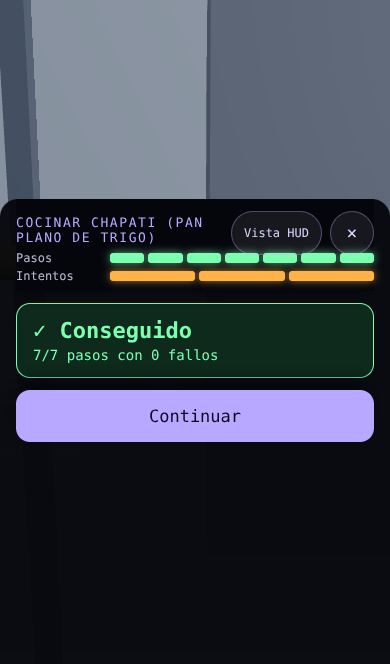 COCINAR CHAPATI (PAN
PLANO DE TRIGO)
Vista HUD
×
Pasos
Intentos
✓ Conseguido
7/7 pasos con 0 fallos
Continuar